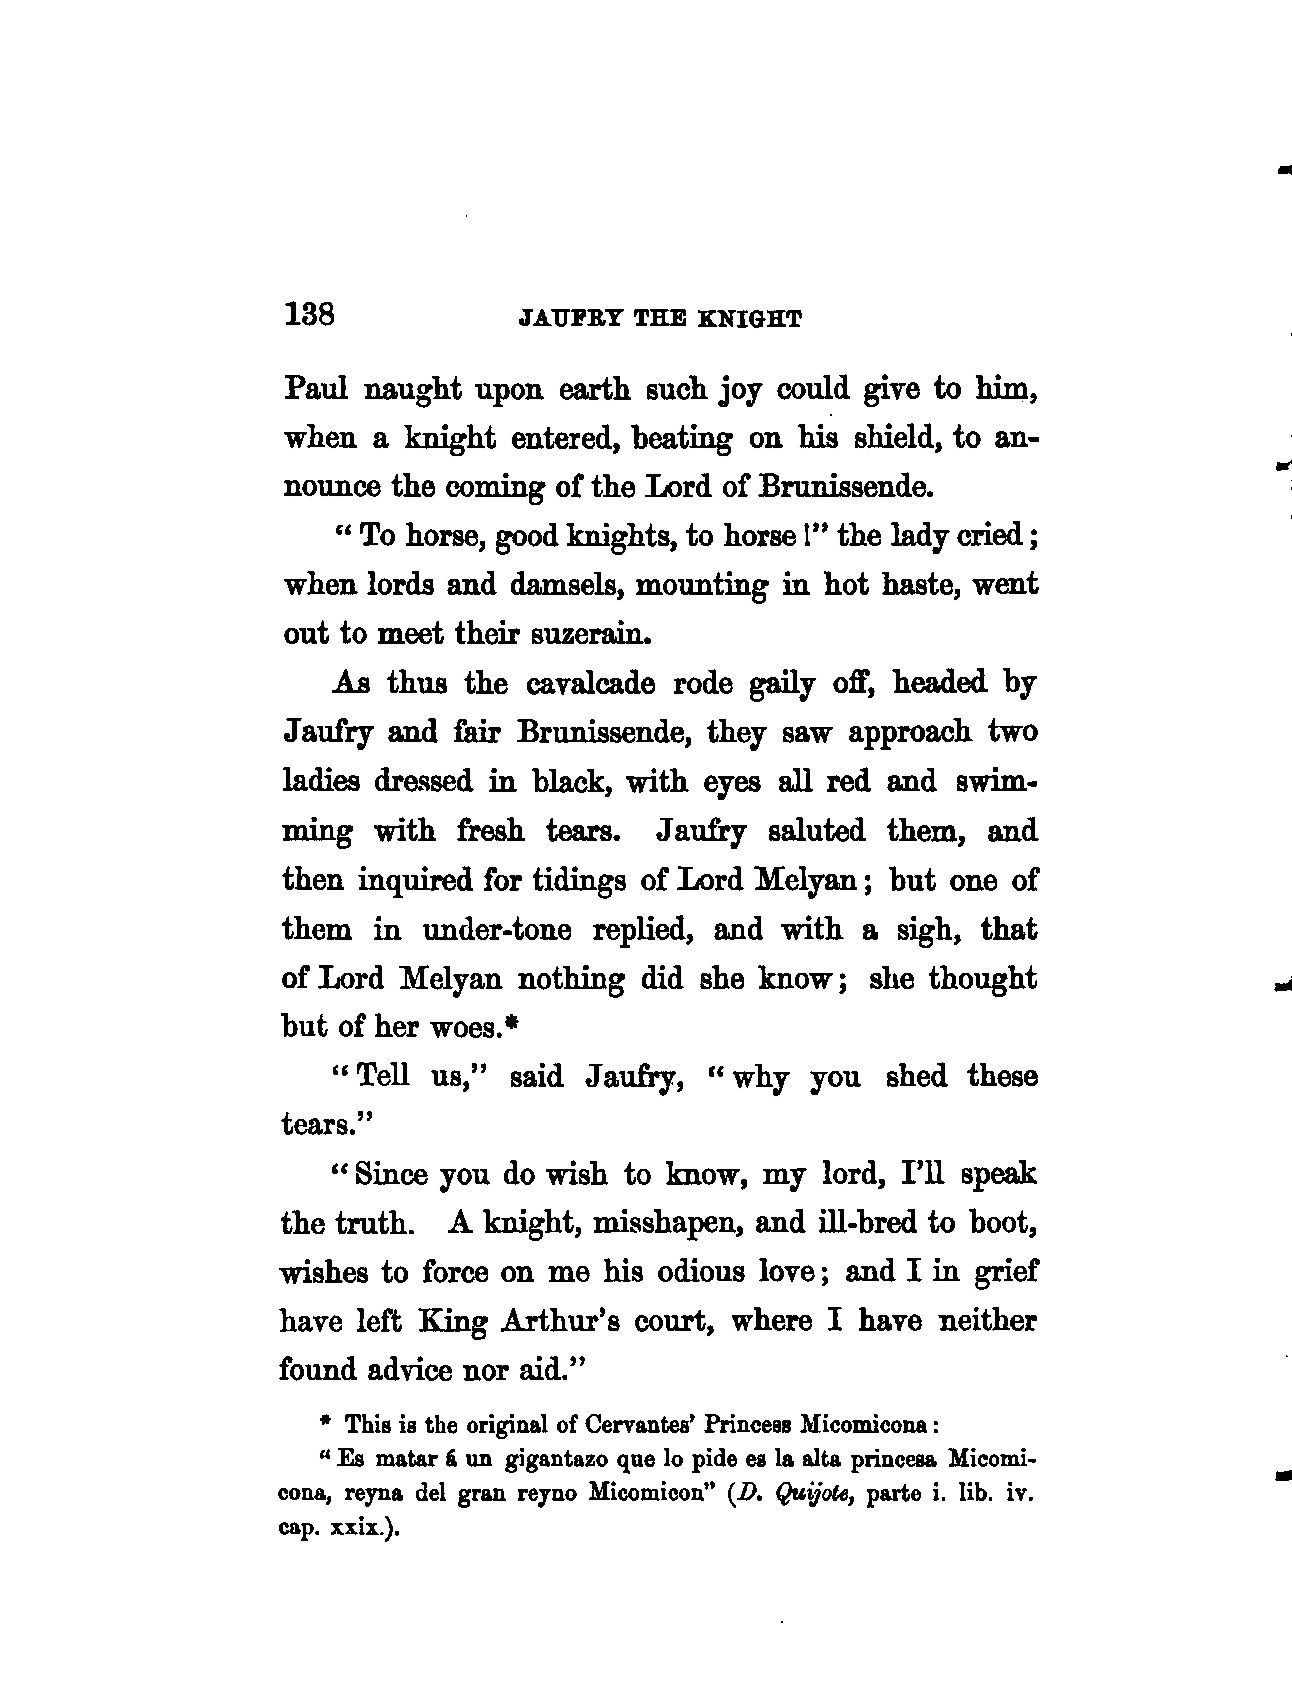 138 JAUFRY THE KNIGHT
Paul naught upon earth such joy could give to him,
when a knight entered, beating on his shield, to an-
nounce the coming of the Lord of Brunissende.
“To horse, good knights, to horse!” the lady cried;
when lords and damsels, mounting in hot haste, went
out to meet their suzerain.
As thus the cavalcade rode gaily off, headed by
Jaufry and fair Brunissende, they saw approach two
ladies dressed in black, with eyes all red and swim-
ming with fresh tears. Jaufry saluted them, and
then inquired for tidings of Lord Melyan; but one of
them in under-tone replied, and with a sigh, that
of Lord Melyan nothing did she know; she thought
but of her woes.*
“Tell us,” said Jaufry, “why you shed these
tears.”
“Since you do wish to know, my lord, I’ll speak
the truth. A knight, misshapen, and ill-bred to boot,
wishes to force on me his odious love; and I in grief
have left King Arthur’s court, where I have neither
found advice nor aid.”
* This is the original of Cervantes’ Princess Micomicona:
“Es matar á un gigantazo que lo pide es la alta princesa Micomi-
cona, reyna del gran reyno Micomicon” (D. Quijote, parte i. lib. iv.
cap. xxix.).